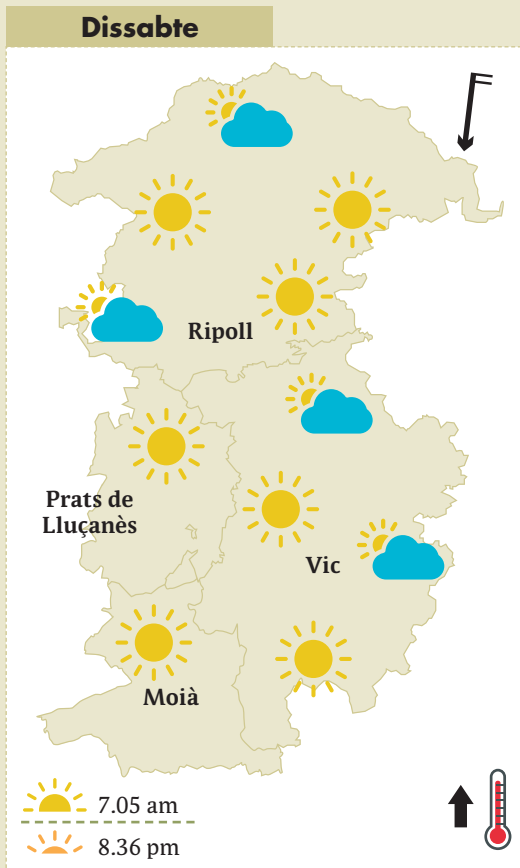 Dissabte
Ripoll
Prats de
Lluçanès
Vic
Moià
7.05 am
8.36 pm